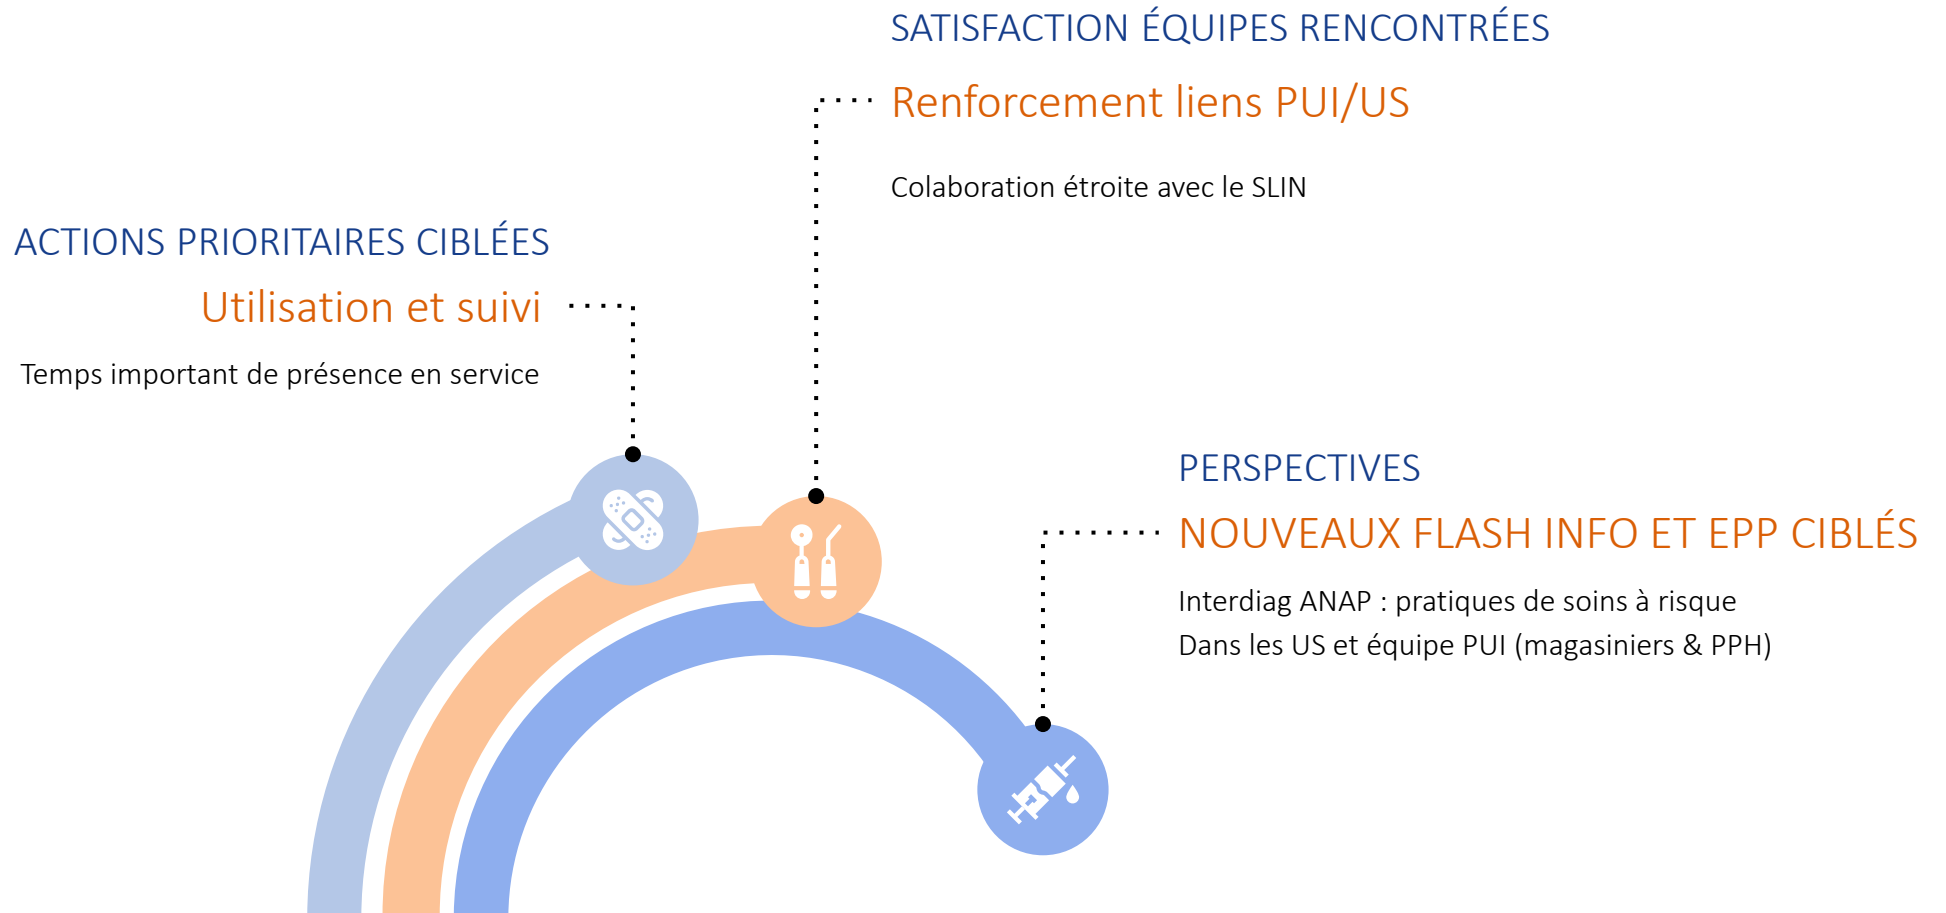 SATISFACTION ÉQUIPES RENCONTRÉES
Renforcement liens PUI/US
Colaboration étroite avec le SLIN
ACTIONS PRIORITAIRES CIBLÉES
Utilisation et suivi
Temps important de présence en service
PERSPECTIVES
NOUVEAUX FLASH INFO ET EPP CIBLÉS
Interdiag ANAP : pratiques de soins à risque
Dans les US et équipe PUI (magasiniers & PPH)